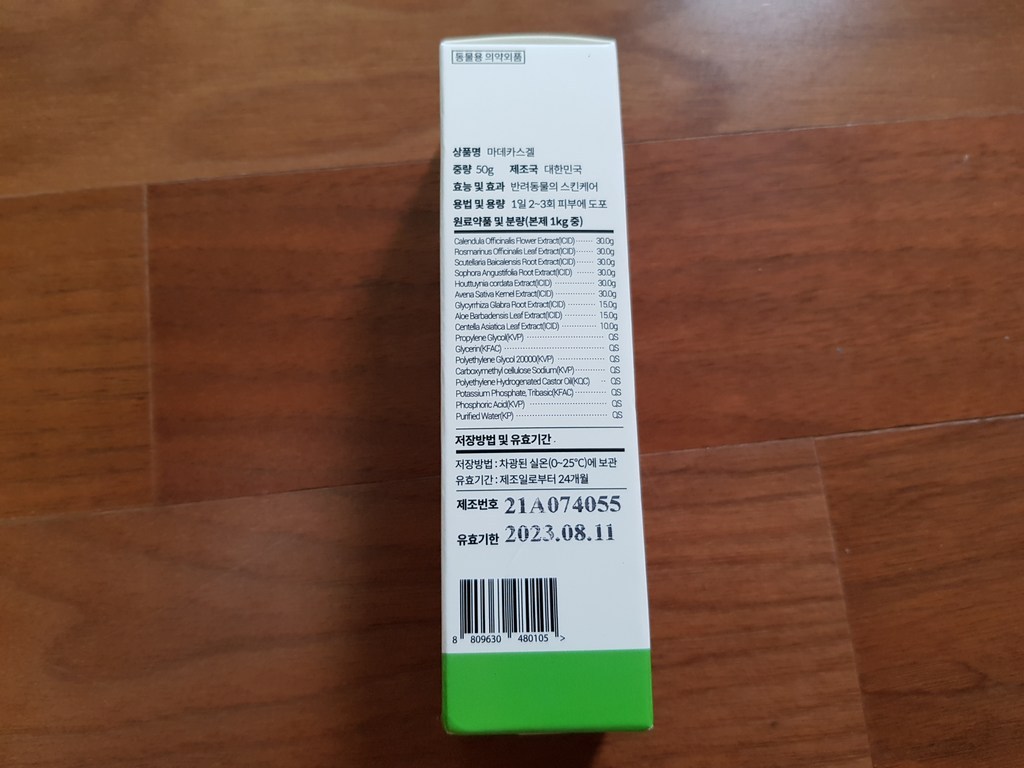 동물용 의약외품
상품명 마데카스겔
중량 50g 제조국 대한민국
효능 및 효과 반려동물의 스킨케어
용법 및 용량 1일 2~3회 피부에 도포
원료약품 및 분량(본제 1kg 중)
Calendula Officinalis Flower Extract(ICID) ······· 30.0g
Rosmarinus Officinalis Leaf Extract(ICID) ······· 30.0g
Scutellaria Baicalensis Root Extract(ICID) ······· 30.0g
Sophora Angustifolia Root Extract(ICID) ······· 30.0g
Houttuynia cordata Extract(ICID) ············ 30.0g
Avena Sativa Kernel Extract(ICID) ············ 30.0g
Glycyrrhiza Glabra Root Extract(ICID) ········· 15.0g
Aloe Barbadensis Leaf Extract(ICID) ·········· 15.0g
Centella Asiatica Leaf Extract(ICID) ··········· 10.0g
Propylene Glycol(KVP) ······················ QS
Glycerin(KFAC) ······························ QS
Polyethylene Glycol 20000(KVP) ·············· QS
Carboxymethyl cellulose Sodium(KVP) ········· QS
Polyethylene Hydrogenated Castor Oil(KQC) ·· QS
Potassium Phosphate, Tribasic(KFAC) ········· QS
Phosphoric Acid(KVP) ························ QS
Purified Water(KP) ·························· QS
저장방법 및 유효기간
저장방법 : 차광된 실온(0~25℃)에 보관
유효기간 : 제조일로부터 24개월
제조번호 21A074055
유효기한 2023.08.11
8 809630 480105 >